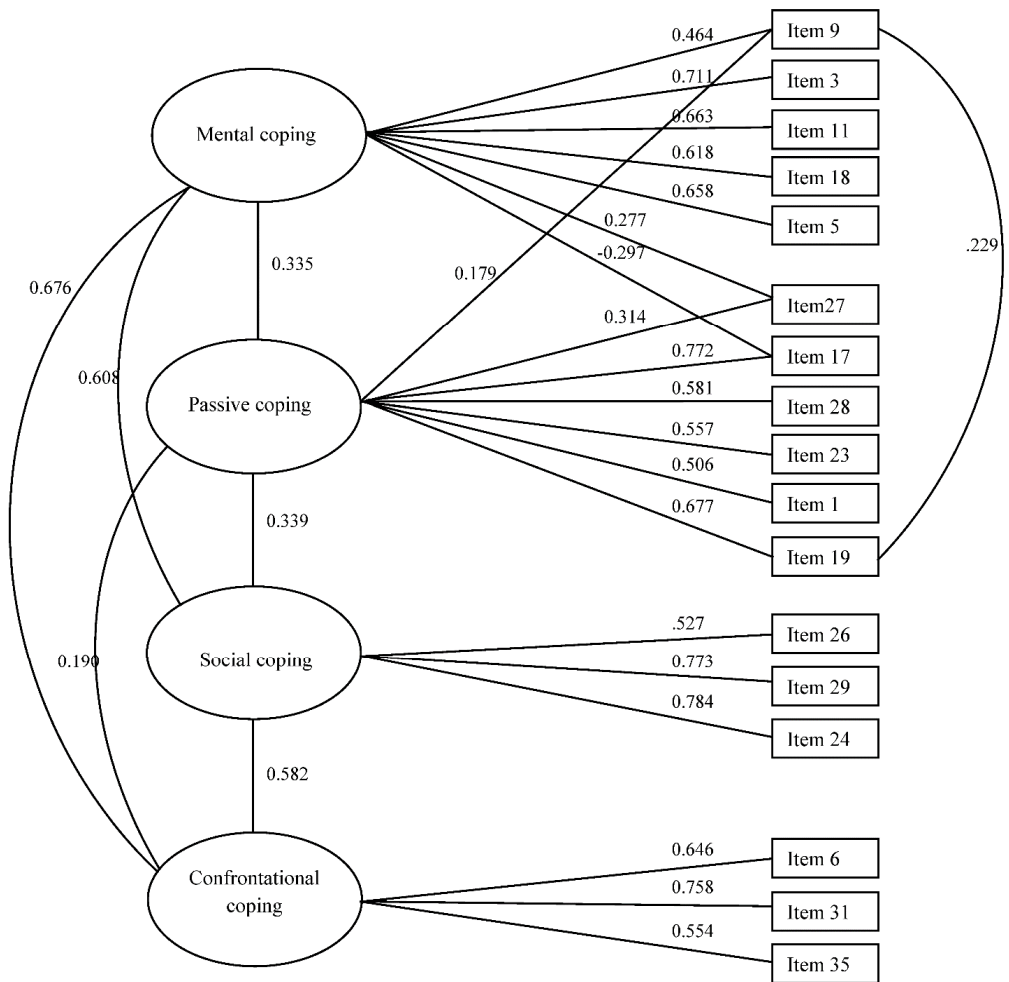 Item 9
0.464
Item 3
0.711
Item 11
0.663
Mental coping
Item 18
0.618
Item 5
0.658
0.277
.229
-0.297
0.335
0.179
0.676
Item27
0.314
Item 17
0.772
0.608
Item 28
0.581
Passive coping
Item 23
0.557
Item 1
0.506
0.339
0.677
Item 19
Item 26
.527
0.190
Social coping
Item 29
0.773
0.784
Item 24
0.582
0.646
Item 6
Confrontational
coping
0.758
Item 31
0.554
Item 35